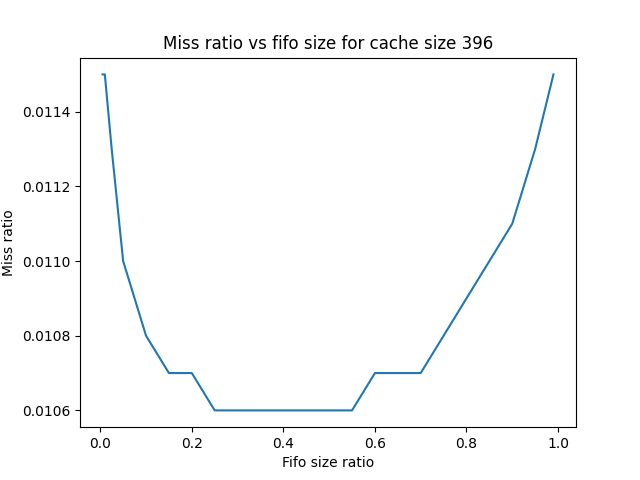 Miss ratio vs fifo size for cache size 396
0.0114
0.0112
0.0110
0.0108
0.0106
Miss ratio
0.0 0.2 0.4 0.6 0.8 1.0
Fifo size ratio